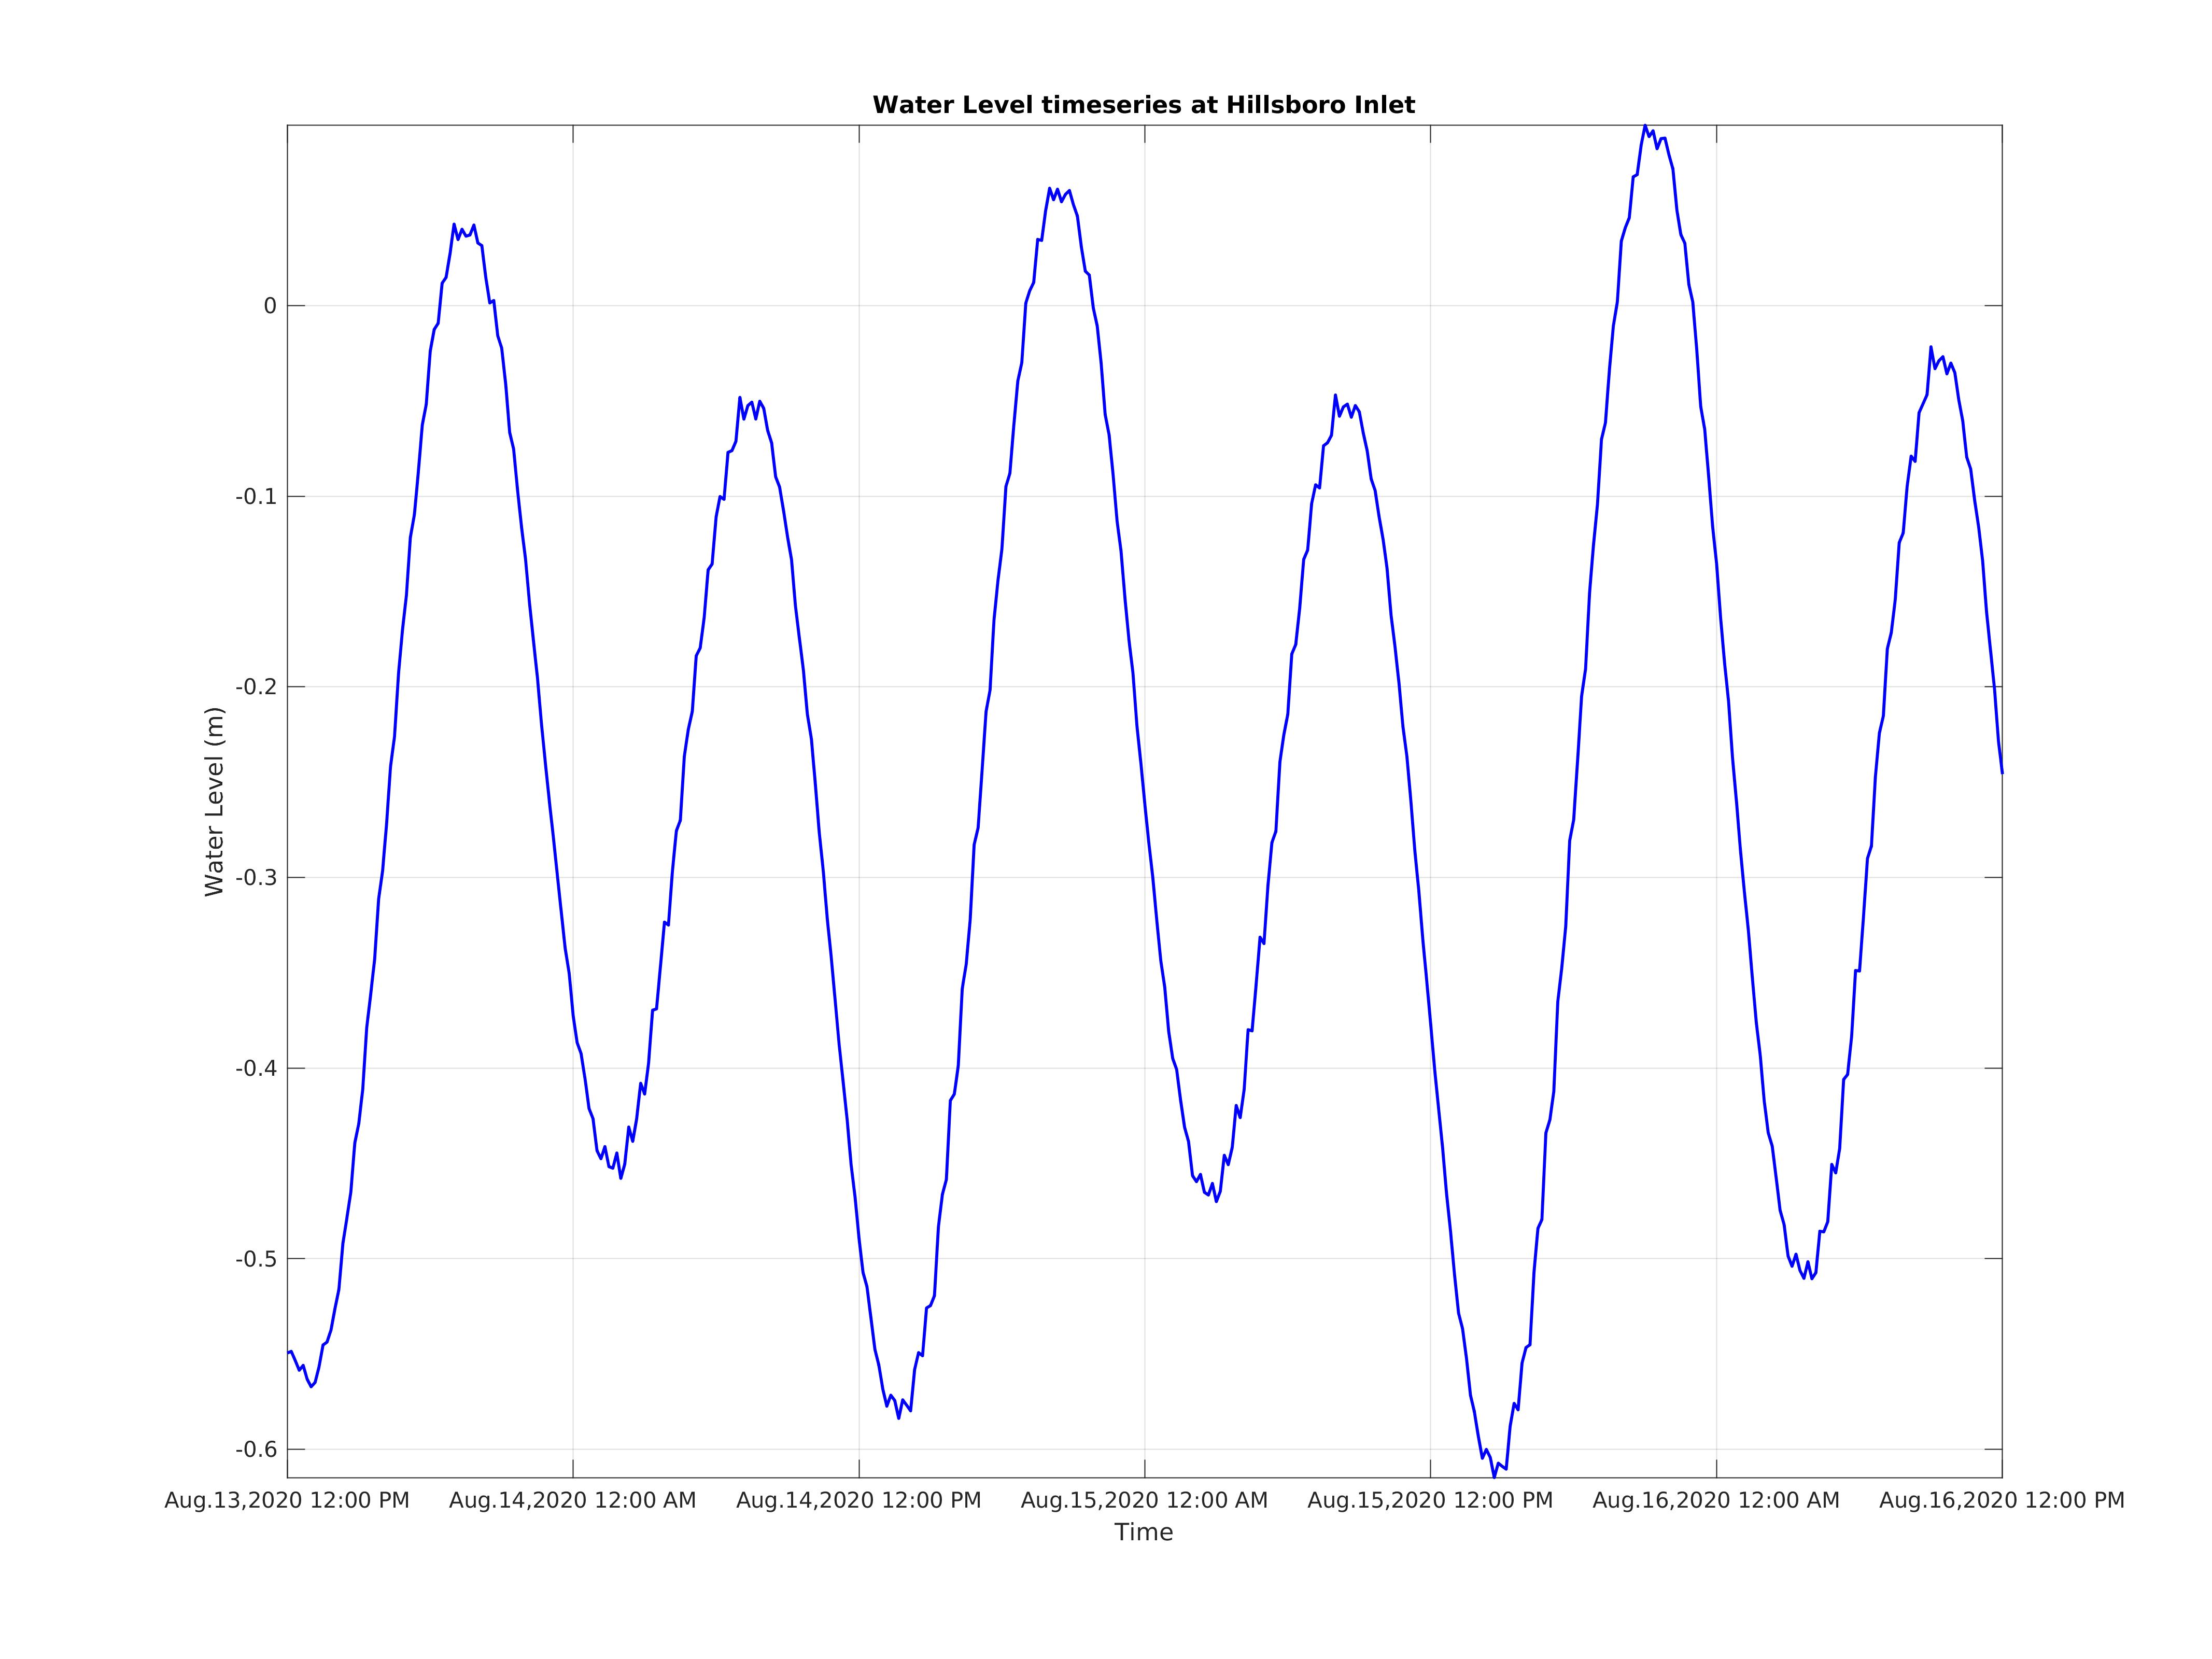 Water Level timeseries at Hillsboro Inlet
0
-0.1
-0.2
-0.3
-0.4
-0.5
-0.6
Water Level (m)
Aug.13,2020 12:00 PM
Aug.14,2020 12:00 AM
Aug.14,2020 12:00 PM
Aug.15,2020 12:00 AM
Aug.15,2020 12:00 PM
Aug.16,2020 12:00 AM
Aug.16,2020 12:00 PM
Time